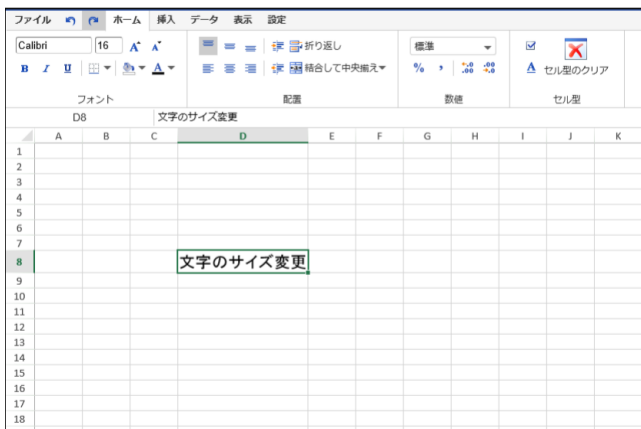 ファイル ホーム 挿入 データ 表示 設定
Calibri 16 A A 折り返し 標準
B I U A 結合して中央揃え % , .0 .00 .00 .0 A セル型のクリア
フォント 配置 数値 セル型
D8 文字のサイズ変更
A B C D E F G H I J K
1
2
3
4
5
6
7
8 文字のサイズ変更
9
10
11
12
13
14
15
16
17
18